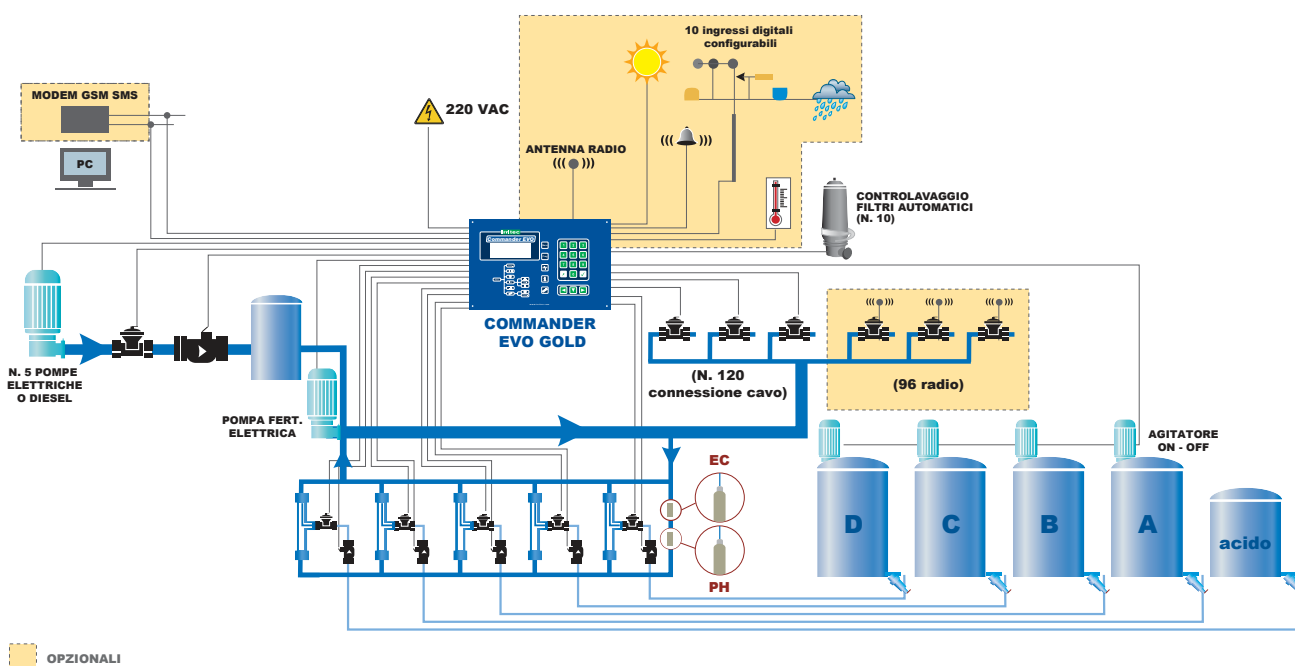 10 ingressi digitali
configurabili
MODEM GSM SMS
220 VAC
PC
ANTENNA RADIO
CONTROLAVAGGIO
FILTRI AUTOMATICI
(N. 10)
Commander EVO
COMMANDER
EVO GOLD
N. 5 POMPE
ELETTRICHE
O DIESEL
(N. 120
connessione cavo)
(96 radio)
POMPA FERT.
ELETTRICA
AGITATORE
ON - OFF
EC
PH
D
C
B
A
acido
OPZIONALI